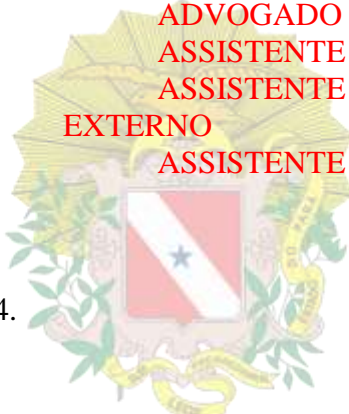 ADVOGADO
ASSISTENTE
ASSISTENTE
EXTERNO
ASSISTENTE
4.